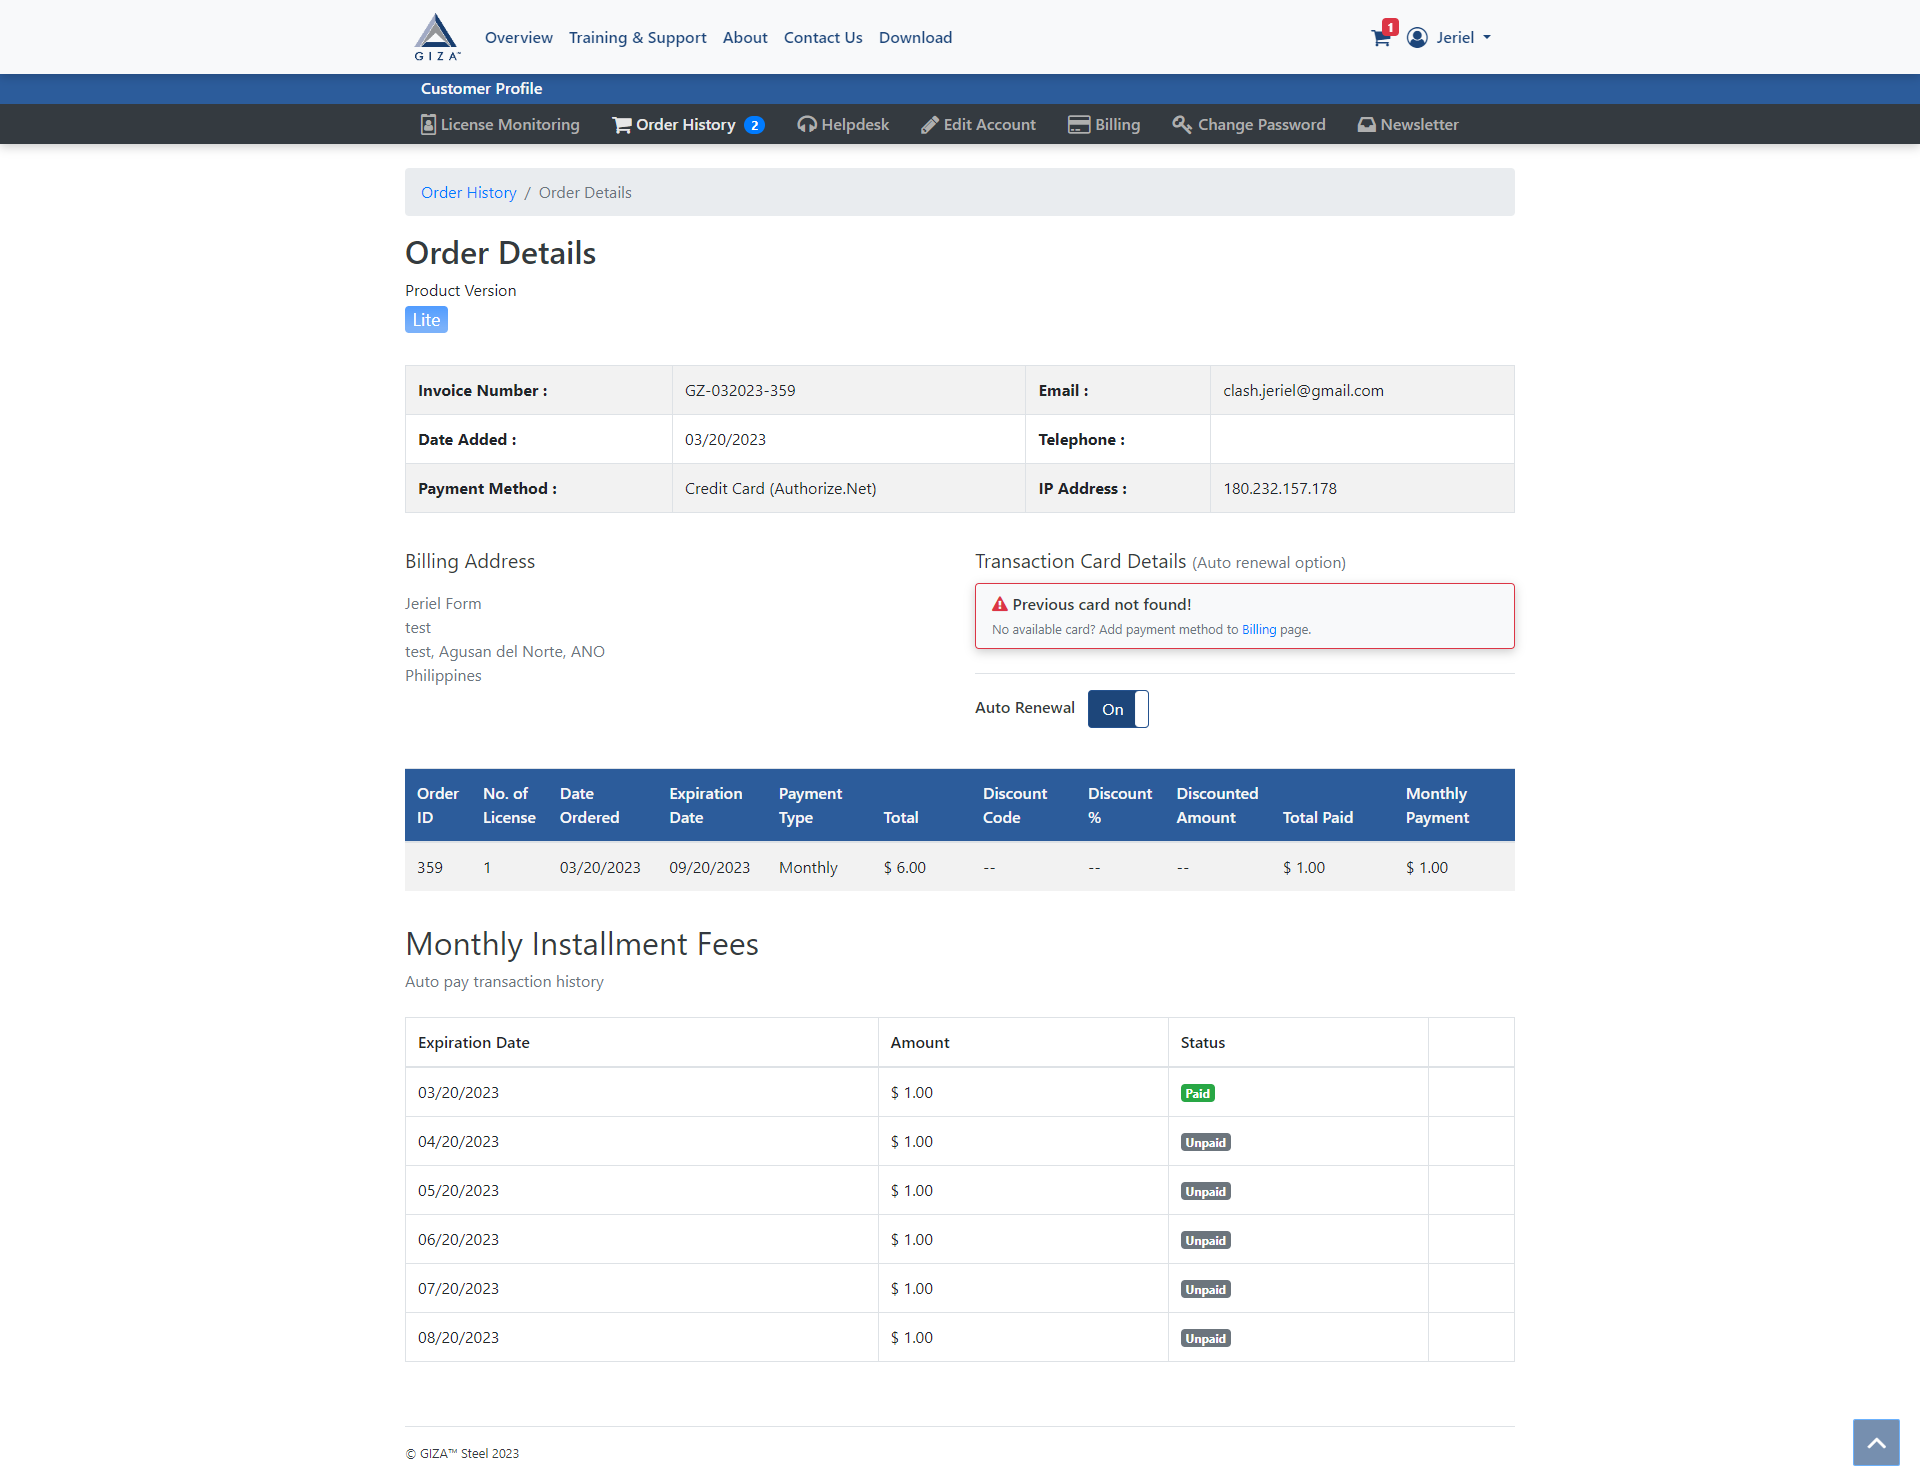 GIZA™
Overview
Training & Support
About
Contact Us
Download
1
Jeriel
Customer Profile
License Monitoring
Order History 2
Helpdesk
Edit Account
Billing
Change Password
Newsletter
Order History / Order Details
Order Details
Product Version
Lite
Invoice Number : GZ-032023-359 Email : clash.jeriel@gmail.com
Date Added : 03/20/2023 Telephone :
Payment Method : Credit Card (Authorize.Net) IP Address : 180.232.157.178
Billing Address
Jeriel Form
test
test, Agusan del Norte, ANO
Philippines
Transaction Card Details (Auto renewal option)
Previous card not found!
No available card? Add payment method to Billing page.
Auto Renewal On
Order ID No. of License Date Ordered Expiration Date Payment Type Total Discount Code Discount % Discounted Amount Total Paid Monthly Payment
359 1 03/20/2023 09/20/2023 Monthly $ 6.00 -- -- -- $ 1.00 $ 1.00
Monthly Installment Fees
Auto pay transaction history
Expiration Date Amount Status
03/20/2023 $ 1.00 Paid
04/20/2023 $ 1.00 Unpaid
05/20/2023 $ 1.00 Unpaid
06/20/2023 $ 1.00 Unpaid
07/20/2023 $ 1.00 Unpaid
08/20/2023 $ 1.00 Unpaid
© GIZA™ Steel 2023